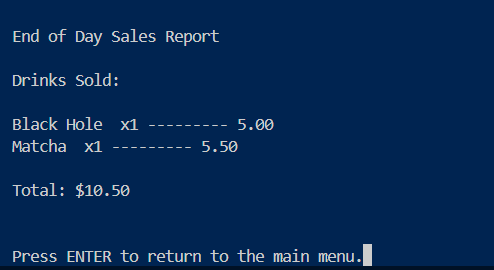 End of Day Sales Report
Drinks Sold:
Black Hole  x1 --------- 5.00
Matcha  x1 --------- 5.50
Total: $10.50
Press ENTER to return to the main menu.